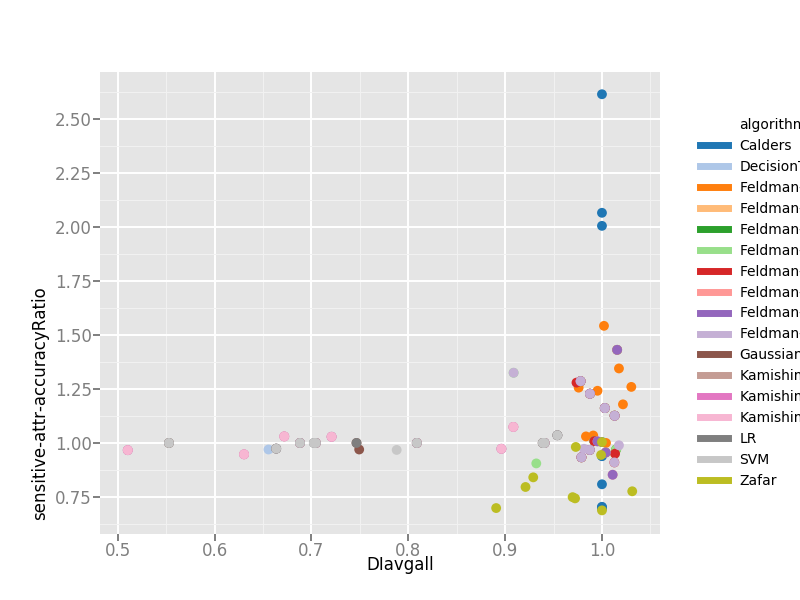 2.50
2.25
2.00
1.75
1.50
1.25
1.00
0.75
sensitive-attr-accuracyRatio
0.5
0.6
0.7
0.8
0.9
1.0
DIavgall
algorithm
Calders
DecisionT
Feldman-
Feldman-
Feldman-
Feldman-
Feldman-
Feldman-
Feldman-
Feldman-
Gaussian
Kamishin
Kamishin
Kamishin
LR
SVM
Zafar